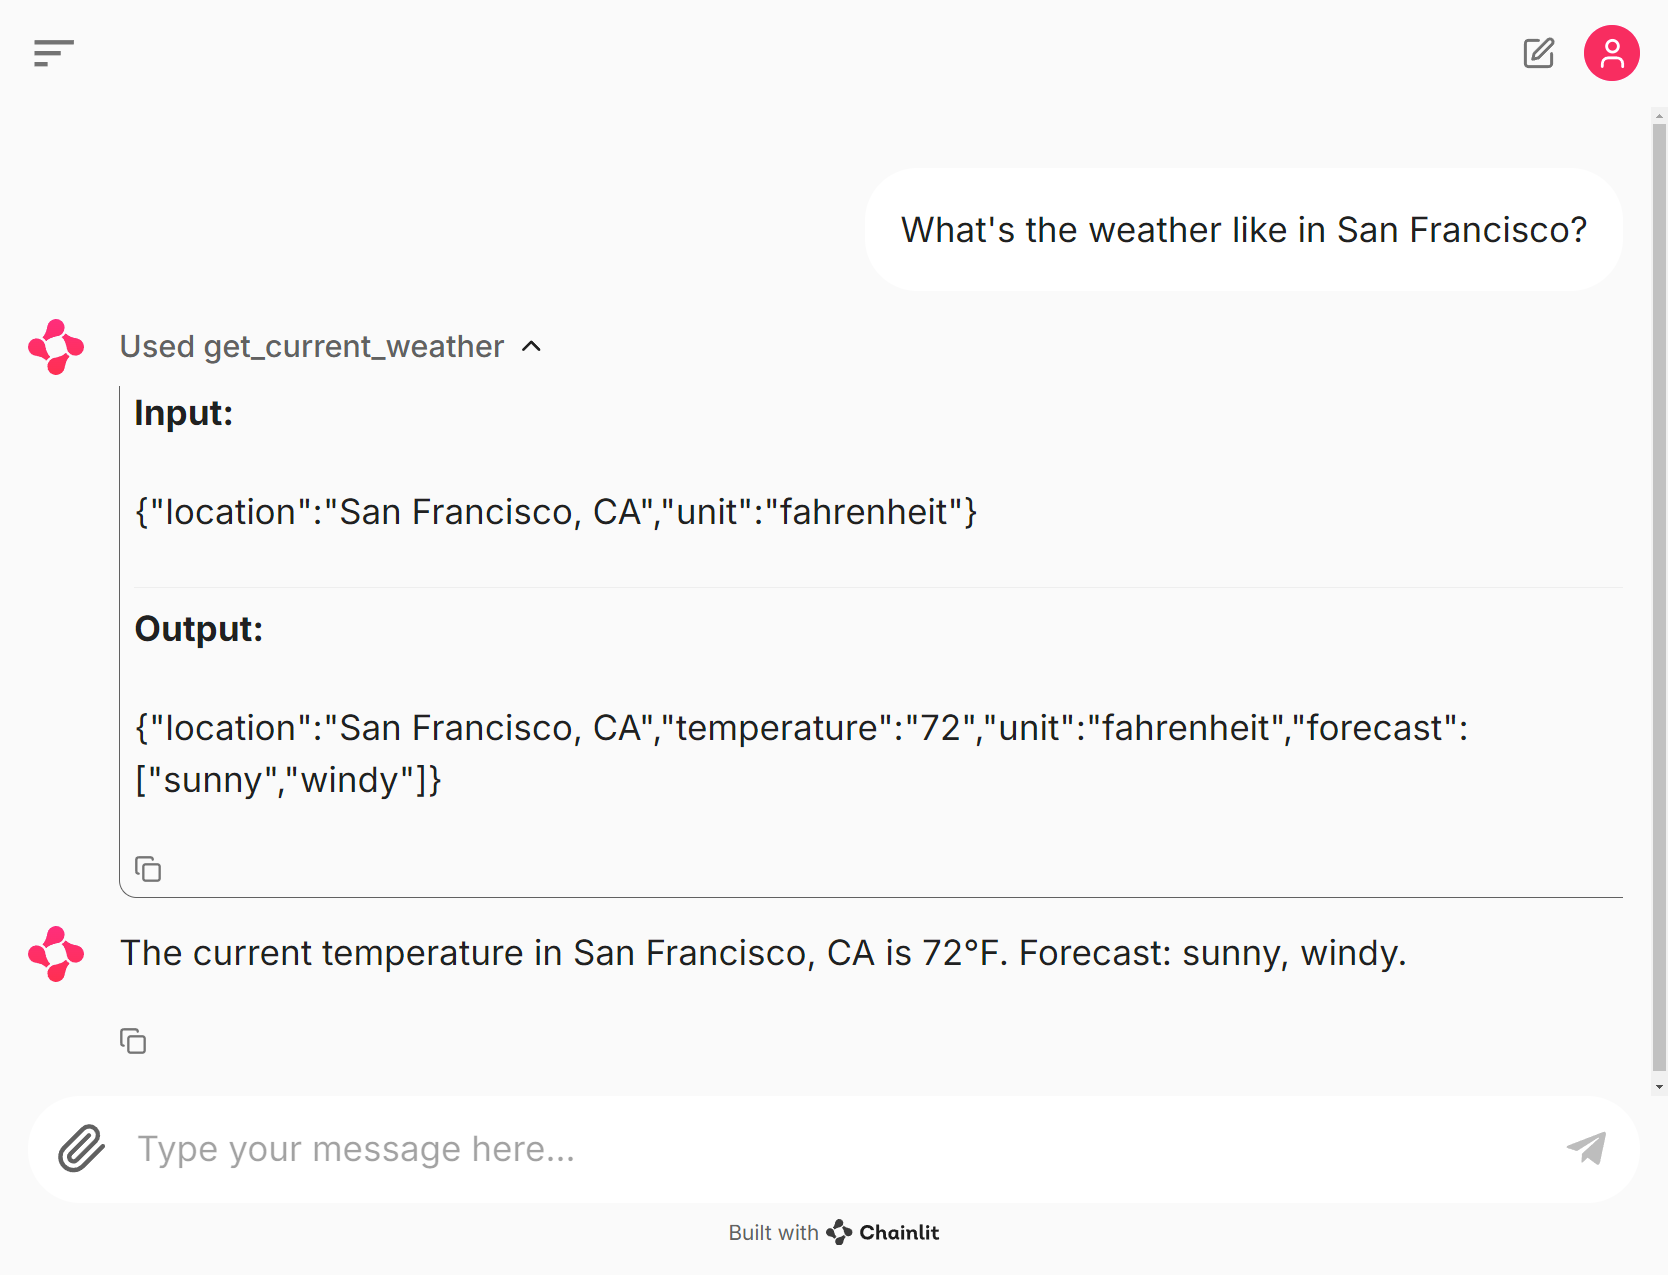 What's the weather like in San Francisco?
Used get_current_weather
Input:
{"location":"San Francisco, CA","unit":"fahrenheit"}
Output:
{"location":"San Francisco, CA","temperature":"72","unit":"fahrenheit","forecast":
["sunny","windy"]}
The current temperature in San Francisco, CA is 72°F. Forecast: sunny, windy.
Type your message here...
Built with Chainlit